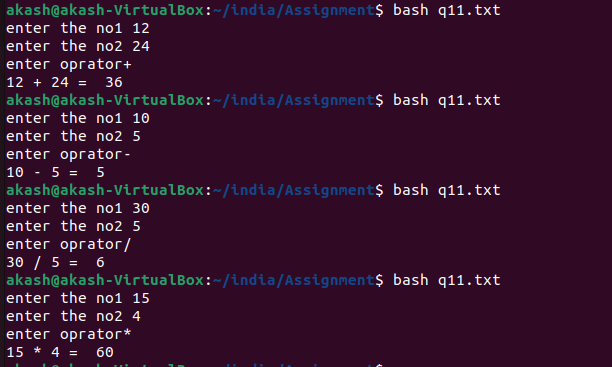 akash@akash-VirtualBox:~/india/Assignment$ bash q11.txt
enter the no1 12
enter the no2 24
enter oprator+
12 + 24 =  36
akash@akash-VirtualBox:~/india/Assignment$ bash q11.txt
enter the no1 10
enter the no2 5
enter oprator-
10 - 5 =  5
akash@akash-VirtualBox:~/india/Assignment$ bash q11.txt
enter the no1 30
enter the no2 5
enter oprator/
30 / 5 =  6
akash@akash-VirtualBox:~/india/Assignment$ bash q11.txt
enter the no1 15
enter the no2 4
enter oprator*
15 * 4 =  60